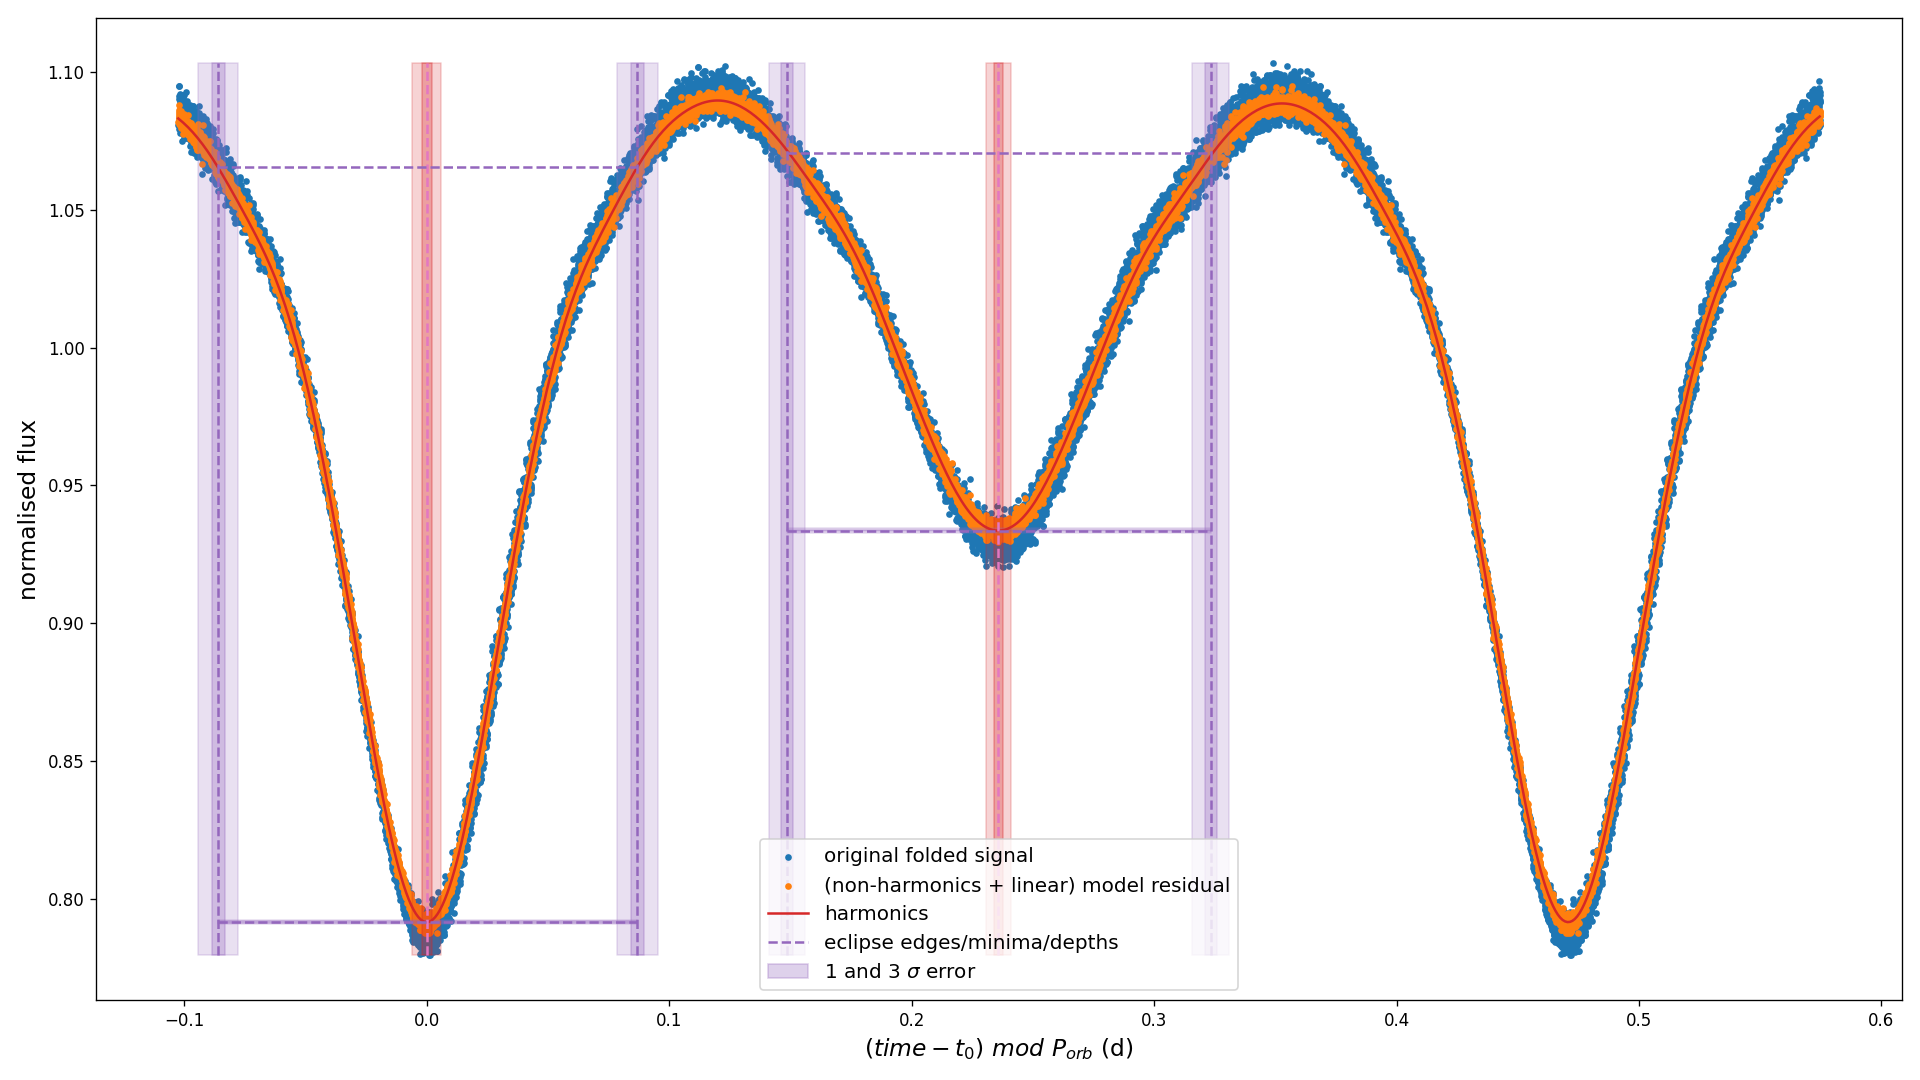 1.10
1.05
1.00
0.95
0.90
0.85
0.80
normalised flux
original folded signal
(non-harmonics + linear) model residual
harmonics
eclipse edges/minima/depths
1 and 3 σ error
−0.1 0.0 0.1 0.2 0.3 0.4 0.5 0.6
(time − t₀) mod P_orb (d)